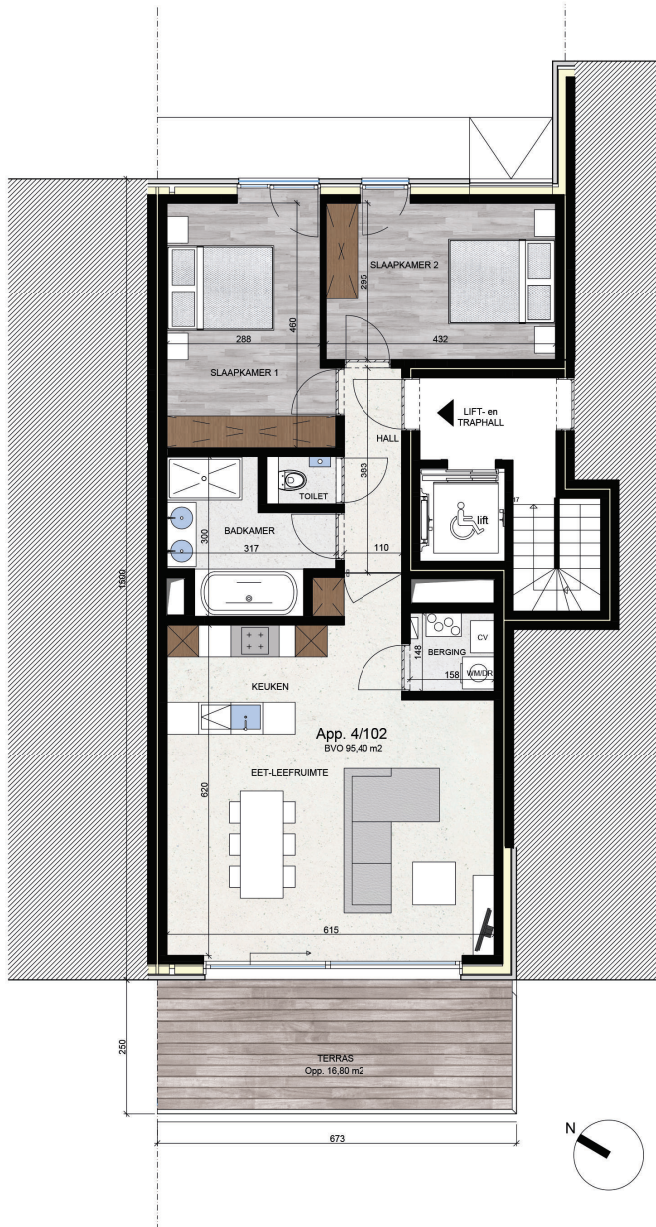 SLAAPKAMER 2
295
460
288
432
SLAAPKAMER 1
LIFT- en
TRAPHALL
HALL
383
TOILET
lift
17
BADKAMER
300
317
110
1500
CV
BERGING
148
158
WM/DR
KEUKEN
App. 4/102
BVO 95,40 m2
EET-LEEFRUIMTE
620
615
250
TERRAS
Opp. 16,80 m2
N
673